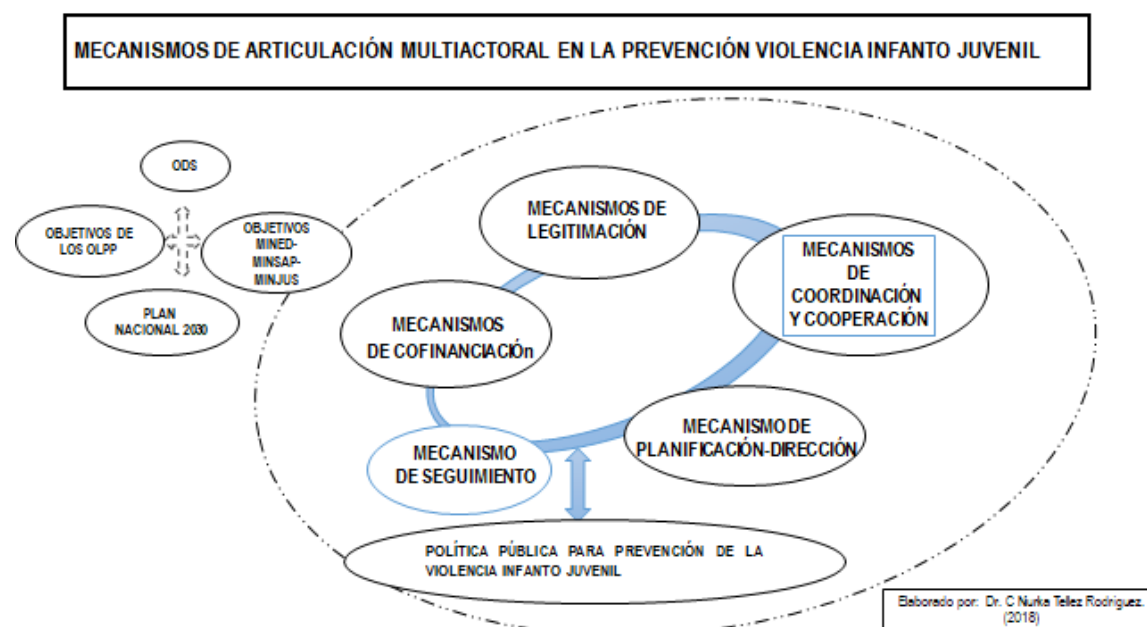 MECANISMOS DE ARTICULACIÓN MULTIACTORAL EN LA PREVENCIÓN VIOLENCIA INFANTO JUVENIL
ODS
OBJETIVOS DE
LOS OLPP
OBJETIVOS
MINED-
MINSAP-
MINJUS
PLAN
NACIONAL 2030
MECANISMOS DE
LEGITIMACIÓN
MECANISMOS
DE
COORDINACIÓN
Y COOPERACIÓN
MECANISMOS
DE COFINANCIACIÓn
MECANISMO DE
PLANIFICACIÓN-DIRECCIÓN
MECANISMO
DE SEGUIMIENTO
POLÍTICA PÚBLICA PARA PREVENCIÓN DE LA
VIOLENCIA INFANTO JUVENIL
Elaborado por: Dr. C Nurka Tellez Rodriguez.
(2018)